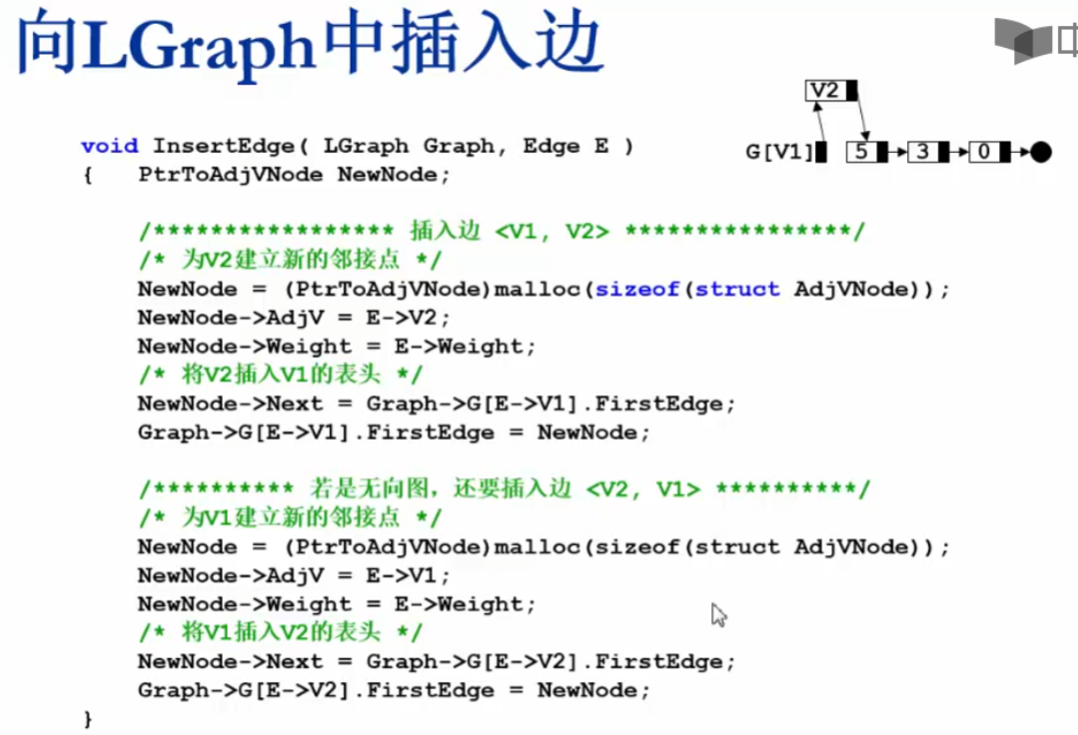 向LGraph中插入边
V2
G[V1] 5 3 0
void InsertEdge( LGraph Graph, Edge E )
{ PtrToAdjVNode NewNode;
/***************** 插入边 <V1, V2> ****************/
/* 为V2建立新的邻接点 */
NewNode = (PtrToAdjVNode)malloc(sizeof(struct AdjVNode));
NewNode->AdjV = E->V2;
NewNode->Weight = E->Weight;
/* 将V2插入V1的表头 */
NewNode->Next = Graph->G[E->V1].FirstEdge;
Graph->G[E->V1].FirstEdge = NewNode;
/********** 若是无向图，还要插入边 <V2, V1> **********/
/* 为V1建立新的邻接点 */
NewNode = (PtrToAdjVNode)malloc(sizeof(struct AdjVNode));
NewNode->AdjV = E->V1;
NewNode->Weight = E->Weight;
/* 将V1插入V2的表头 */
NewNode->Next = Graph->G[E->V2].FirstEdge;
Graph->G[E->V2].FirstEdge = NewNode;
}